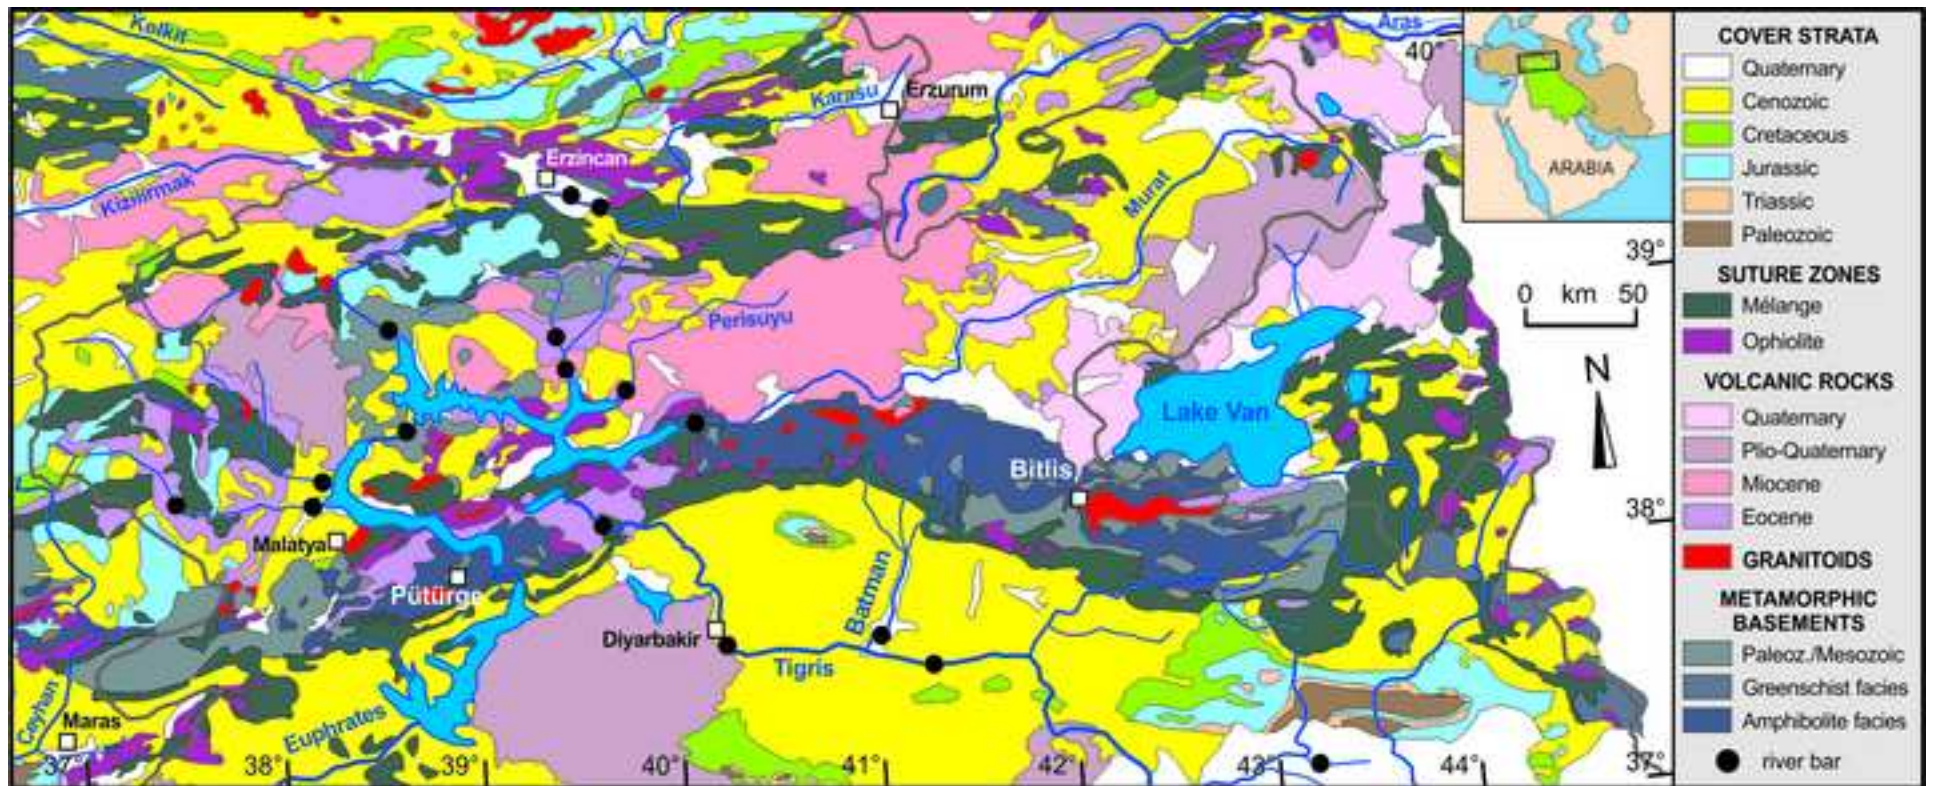 Kelkit
Aras
40°
Karasu
Erzurum
Erzincan
Kizilirmak
Murat
ARABIA
39°
0 km 50
Perisuyu
N
Lake Van
Bitlis
38°
Malatya
Pütürge
Batman
Diyarbakir
Tigris
Ceyhan
Maras
Euphrates
37° 38° 39° 40° 41° 42° 43° 44° 37°
COVER STRATA
Quaternary
Cenozoic
Cretaceous
Jurassic
Triassic
Paleozoic
SUTURE ZONES
Mélange
Ophiolite
VOLCANIC ROCKS
Quaternary
Plio-Quaternary
Miocene
Eocene
GRANITOIDS
METAMORPHIC
BASEMENTS
Paleoz./Mesozoic
Greenschist facies
Amphibolite facies
river bar